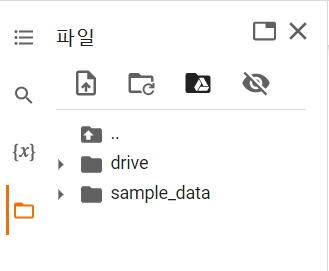 파일
..
drive
{x}
sample_data